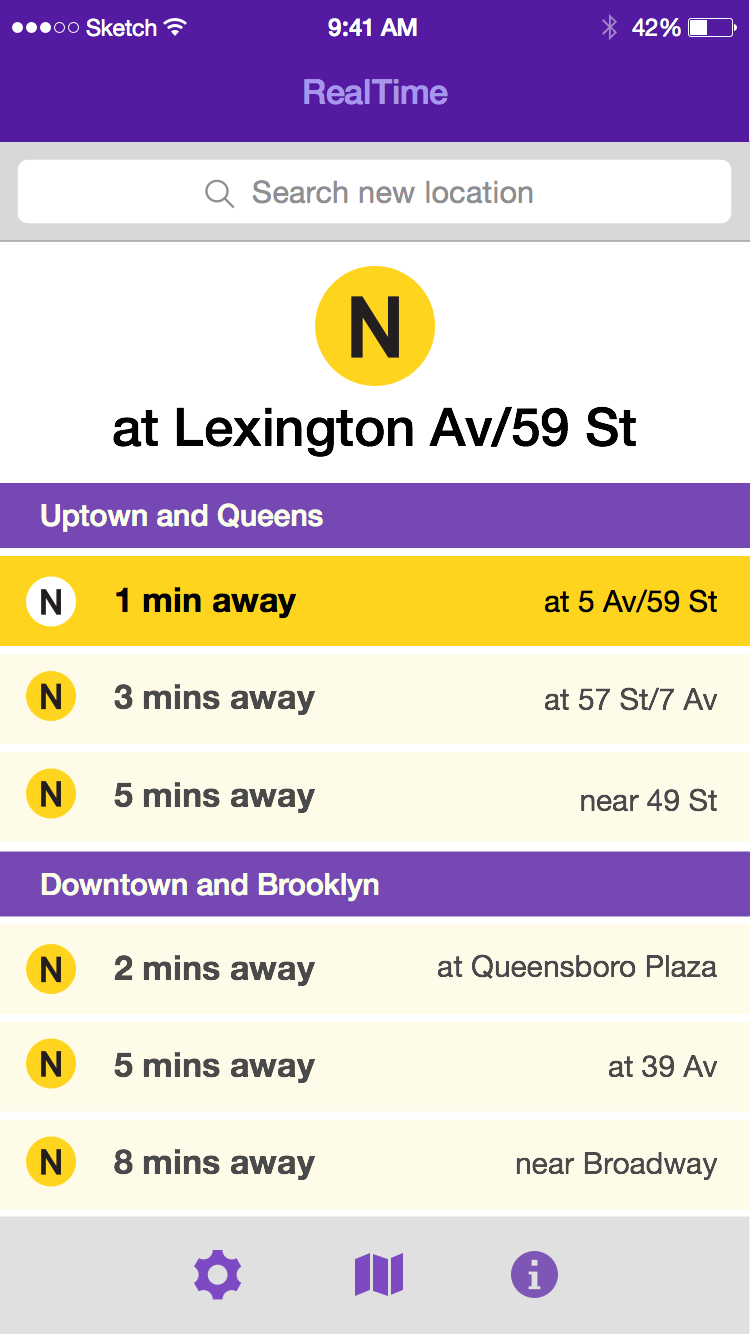 Sketch 9:41 AM 42%
RealTime
Search new location
N
at Lexington Av/59 St
Uptown and Queens
N 1 min away at 5 Av/59 St
N 3 mins away at 57 St/7 Av
N 5 mins away near 49 St
Downtown and Brooklyn
N 2 mins away at Queensboro Plaza
N 5 mins away at 39 Av
N 8 mins away near Broadway
i